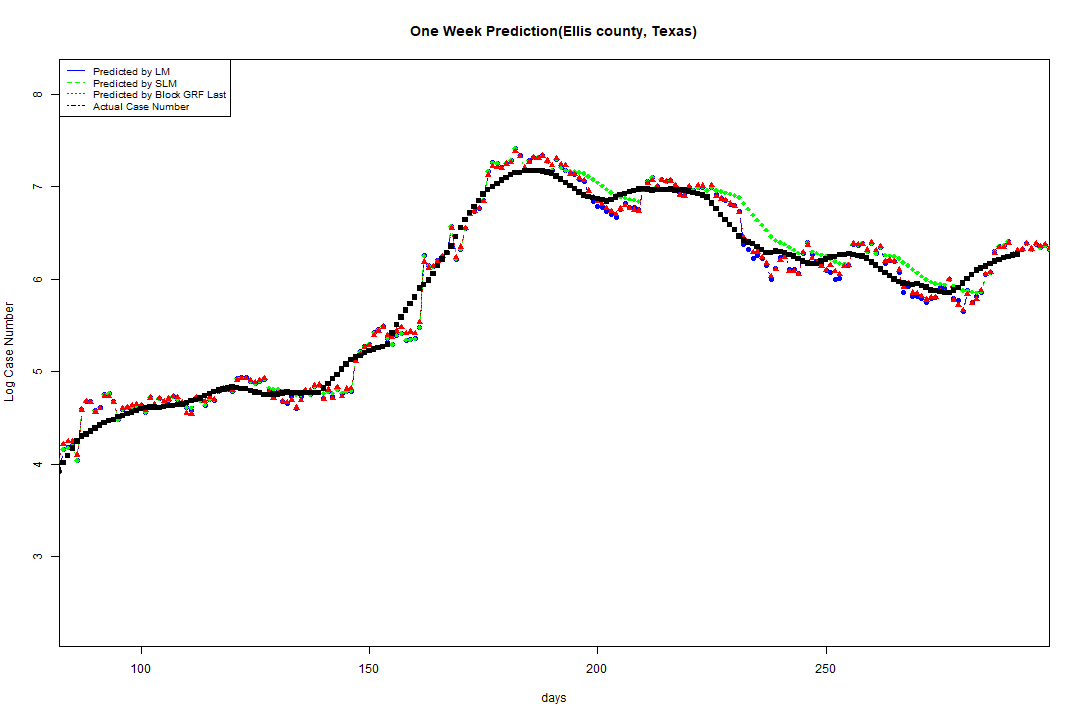 One Week Prediction(Ellis county, Texas)
Predicted by LM
Predicted by SLM
Predicted by Block GRF Last
Actual Case Number
Log Case Number
8
7
6
5
4
3
100 150 200 250
days